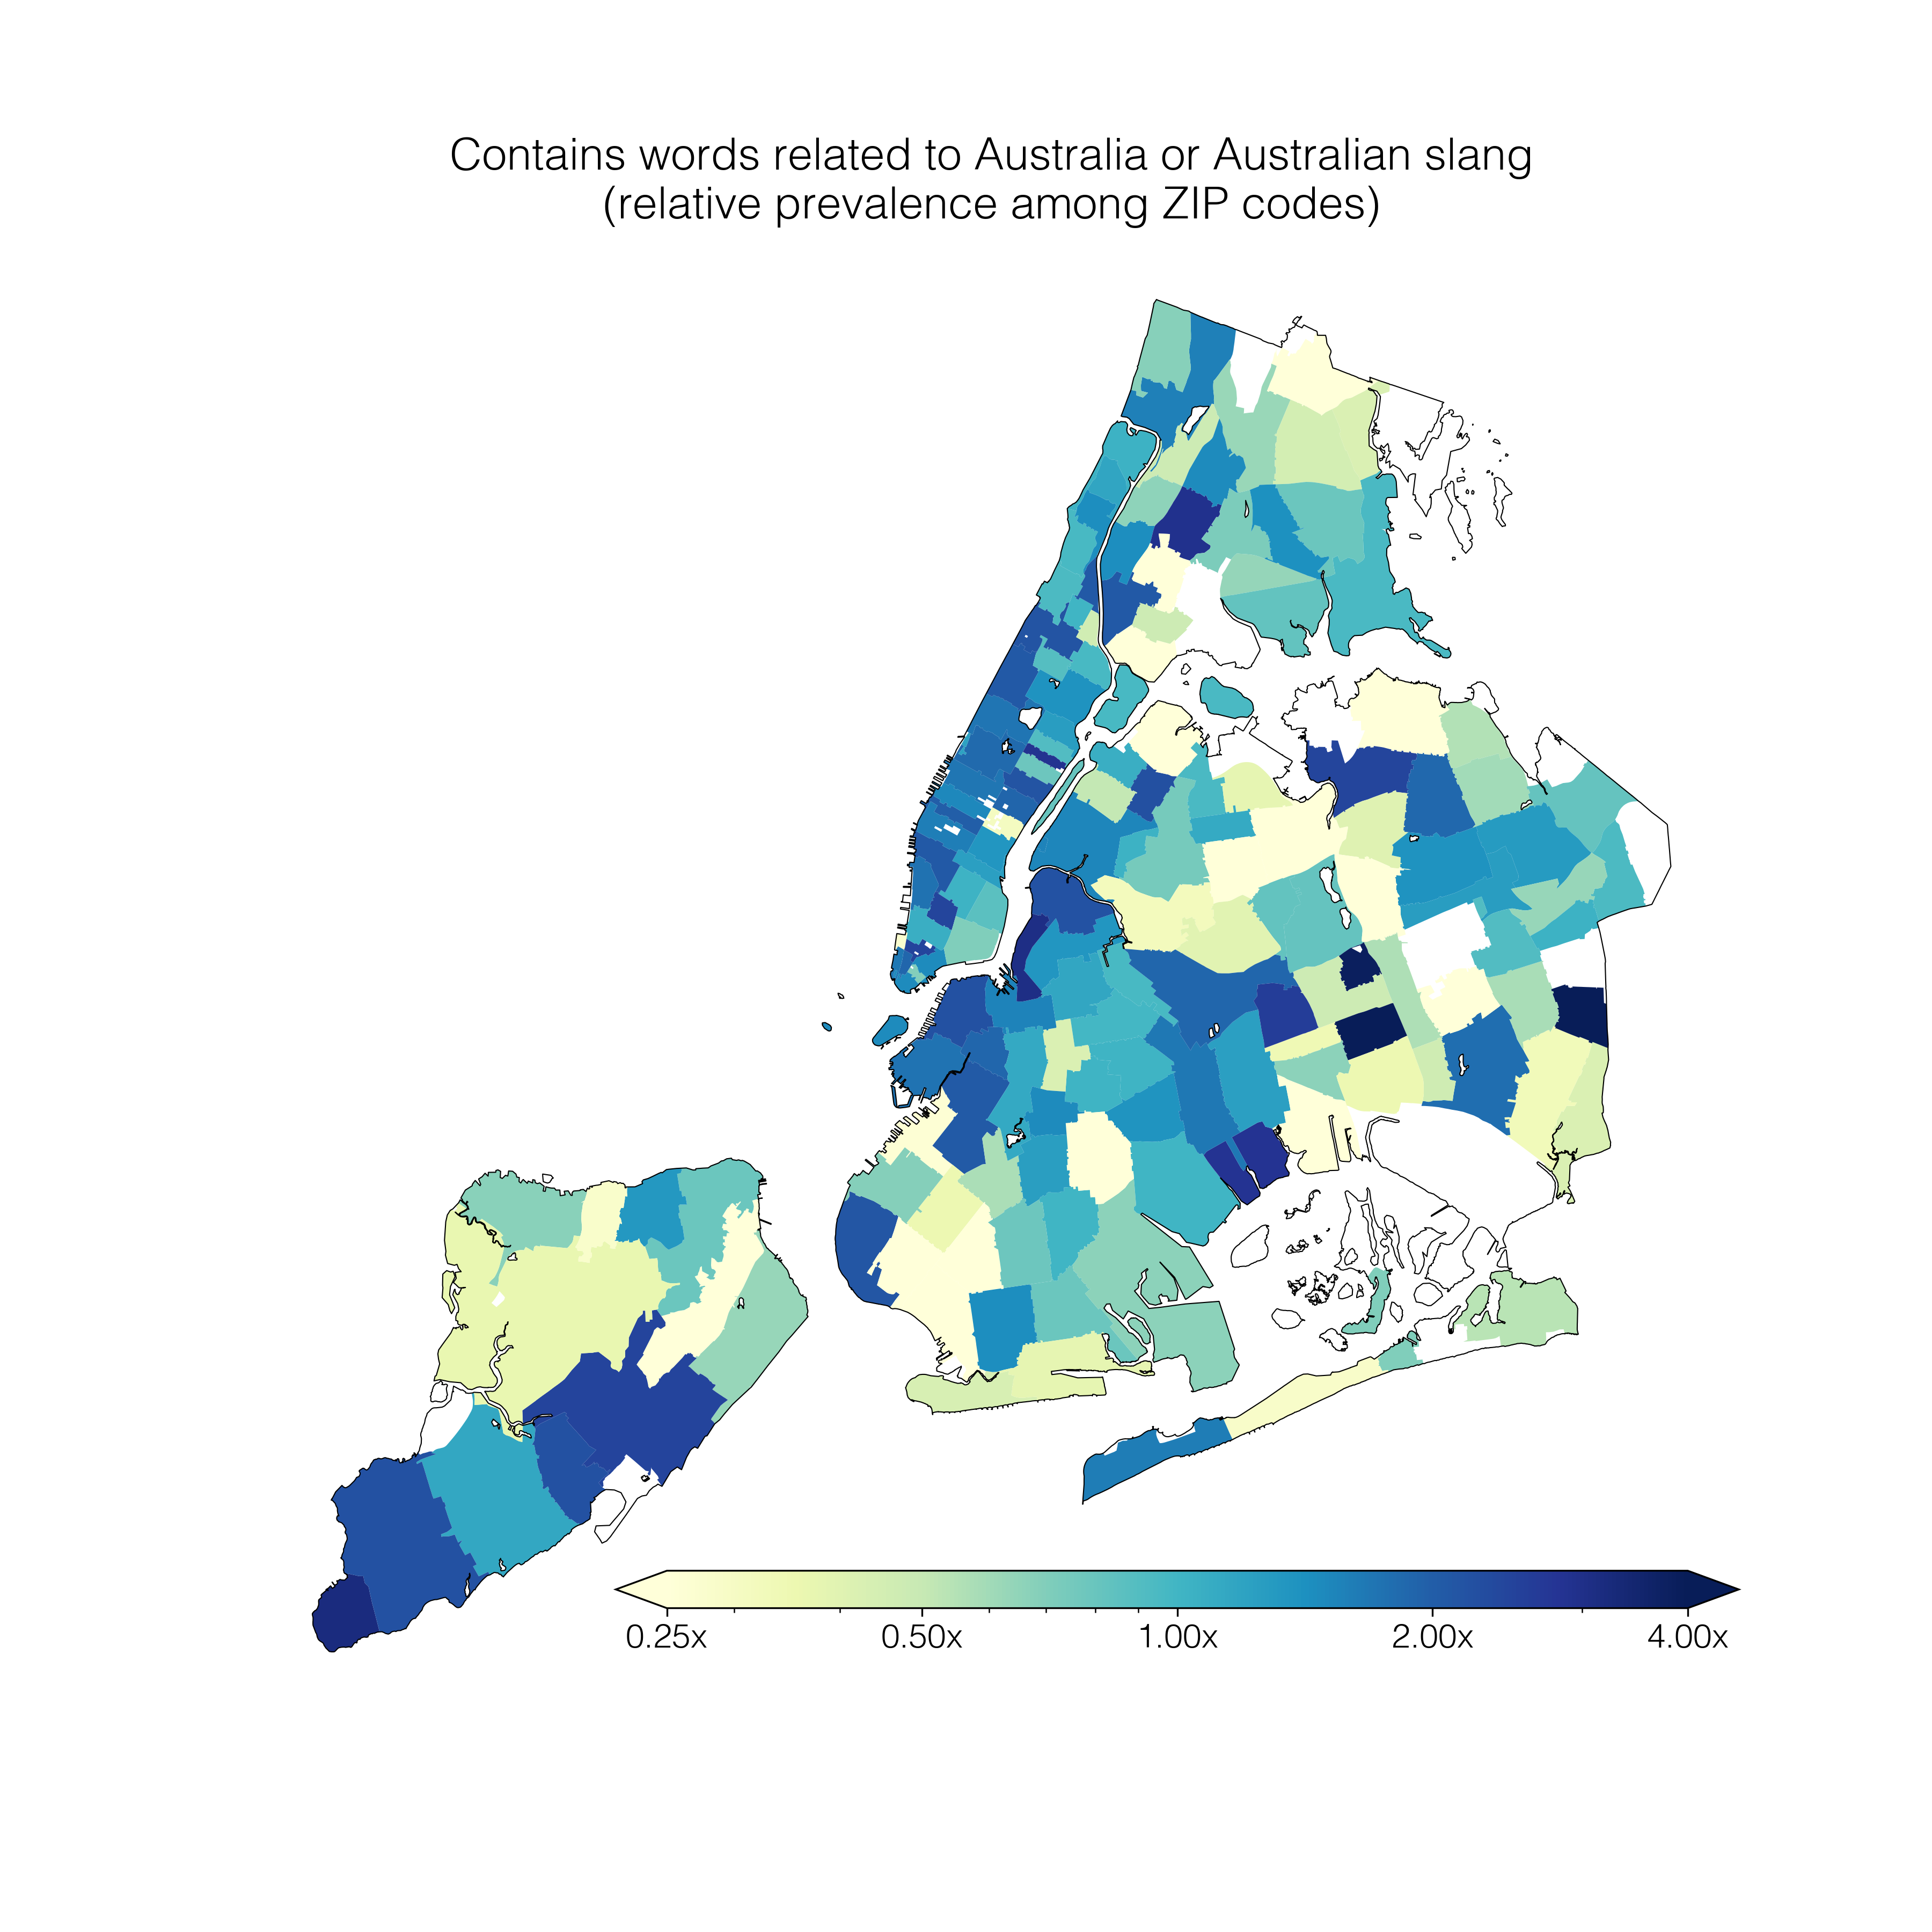 Contains words related to Australia or Australian slang
(relative prevalence among ZIP codes)
0.25x 0.50x 1.00x 2.00x 4.00x